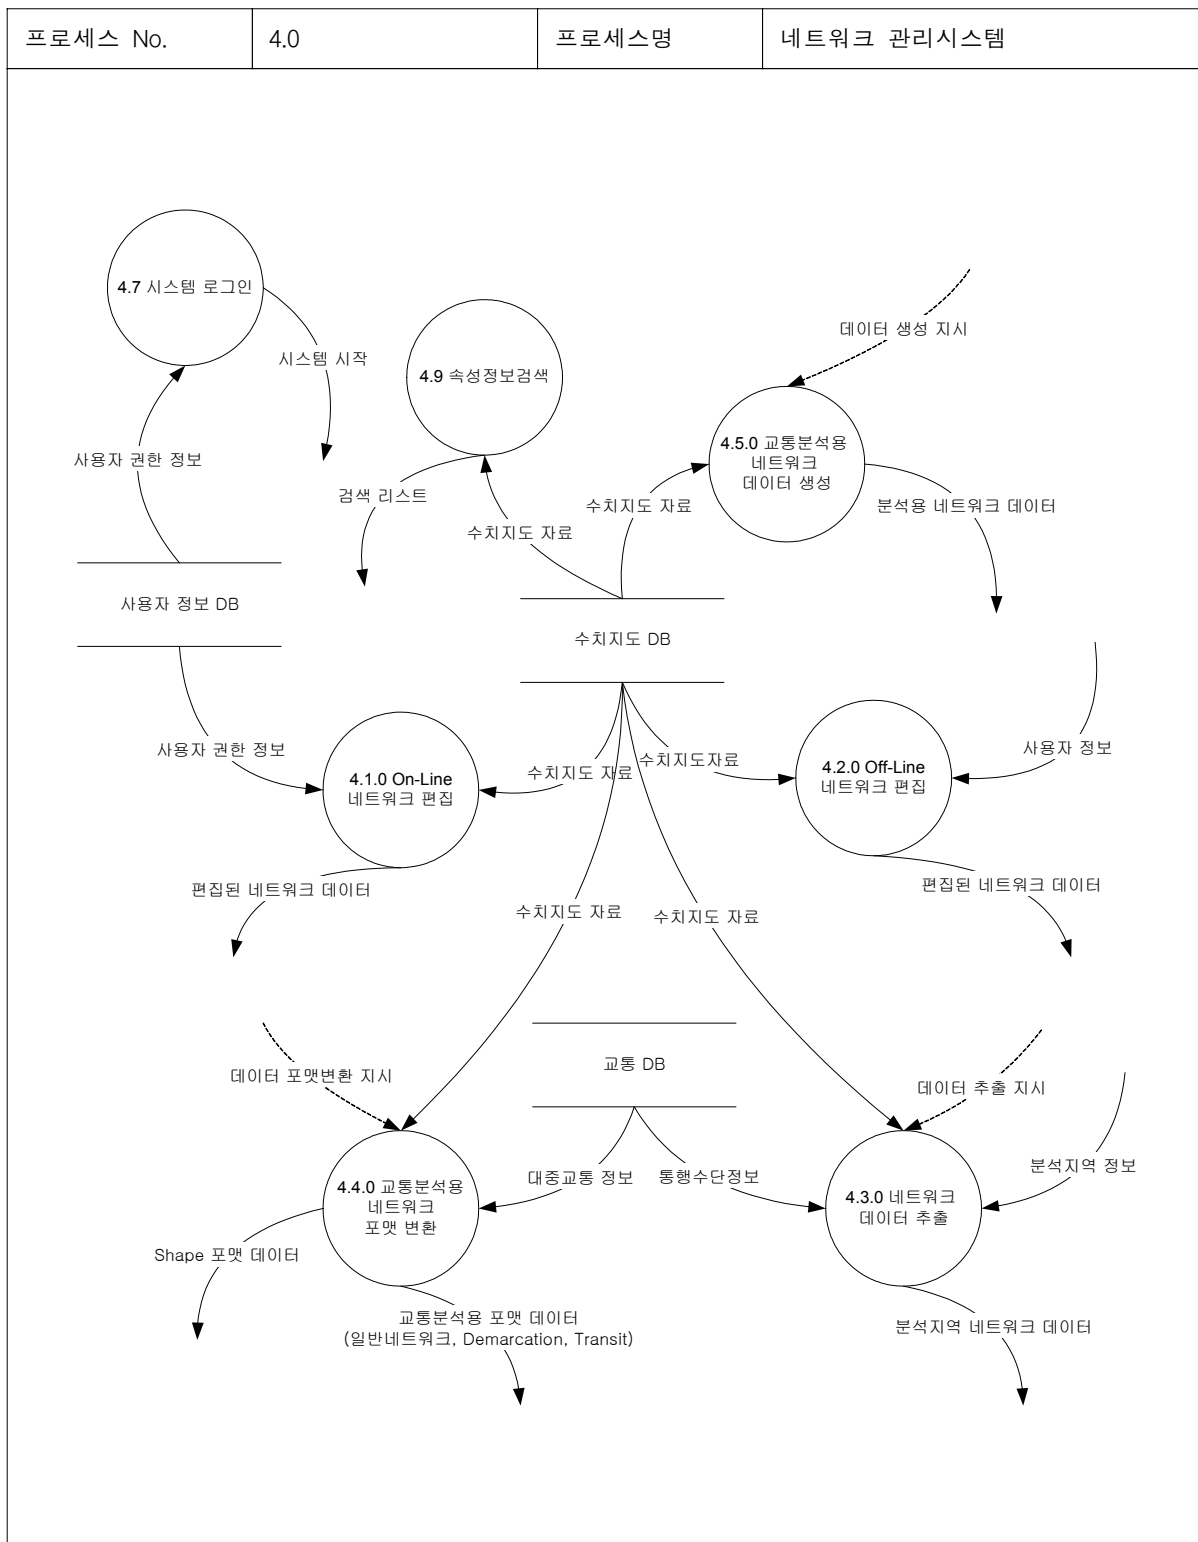 프로세스 No.
4.0
프로세스명
네트워크 관리시스템
4.7 시스템 로그인
시스템 시작
4.9 속성정보검색
데이터 생성 지시
4.5.0 교통분석용
네트워크
데이터 생성
사용자 권한 정보
검색 리스트
수치지도 자료
수치지도 자료
분석용 네트워크 데이터
사용자 정보 DB
수치지도 DB
사용자 권한 정보
4.1.0 On-Line
네트워크 편집
수치지도 자료
수치지도자료
4.2.0 Off-Line
네트워크 편집
사용자 정보
편집된 네트워크 데이터
수치지도 자료
수치지도 자료
편집된 네트워크 데이터
데이터 포맷변환 지시
교통 DB
데이터 추출 지시
4.4.0 교통분석용
네트워크
포맷 변환
대중교통 정보
통행수단정보
4.3.0 네트워크
데이터 추출
분석지역 정보
Shape 포맷 데이터
교통분석용 포맷 데이터
(일반네트워크, Demarcation, Transit)
분석지역 네트워크 데이터